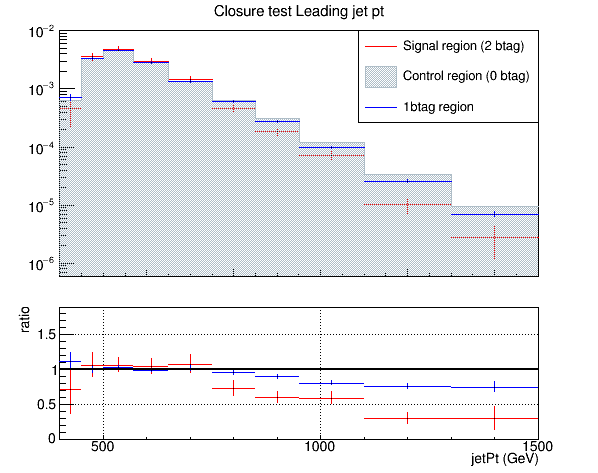 Closure test Leading jet pt
10⁻²
10⁻³
10⁻⁴
10⁻⁵
10⁻⁶
Signal region (2 btag)
Control region (0 btag)
1btag region
ratio
1.5
1
0.5
0
500
1000
1500
jetPt (GeV)